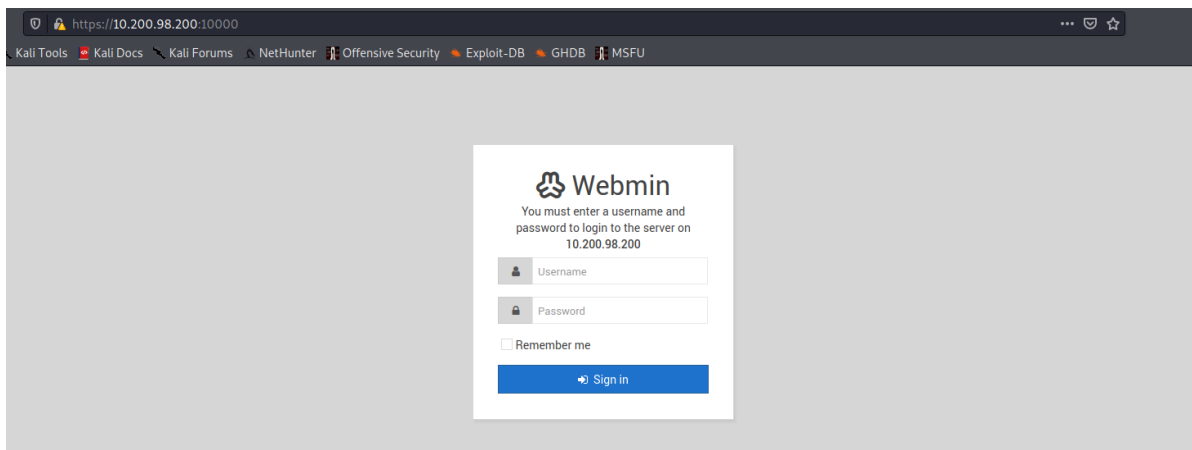 https://10.200.98.200:10000
Kali Tools Kali Docs Kali Forums NetHunter Offensive Security Exploit-DB GHDB MSFU
Webmin
You must enter a username and
password to login to the server on
10.200.98.200
Username
Password
Remember me
Sign in